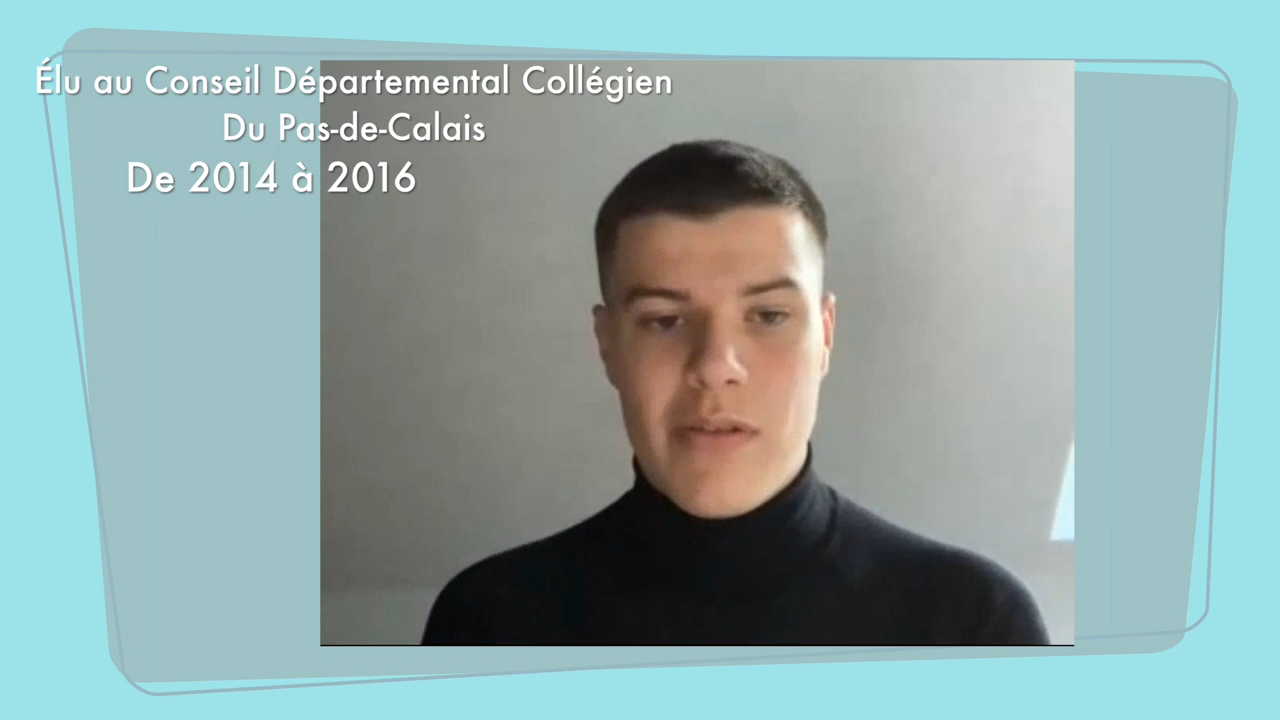 Élu au Conseil Départemental Collégien
Du Pas-de-Calais
De 2014 à 2016